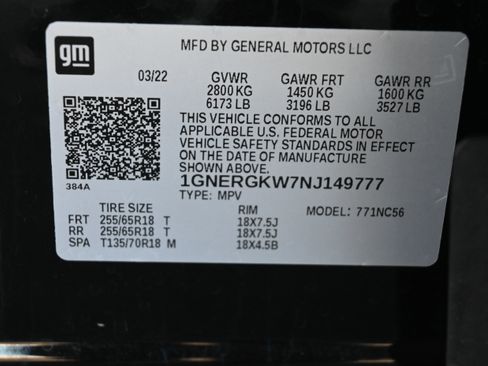 gm
MFD BY GENERAL MOTORS LLC
03/22 GVWR GAWR FRT GAWR RR
2800 KG 1450 KG 1600 KG
6173 LB 3196 LB 3527 LB
THIS VEHICLE CONFORMS TO ALL
APPLICABLE U.S. FEDERAL MOTOR
VEHICLE SAFETY STANDARDS IN EFFECT
ON THE DATE OF MANUFACTURE
SHOWN ABOVE.
384A
1GNERGKW7NJ149777
TYPE: MPV
TIRE SIZE RIM MODEL: 771NC56
FRT 255/65R18 T 18X7.5J
RR 255/65R18 T 18X7.5J
SPA T135/70R18 M 18X4.5B